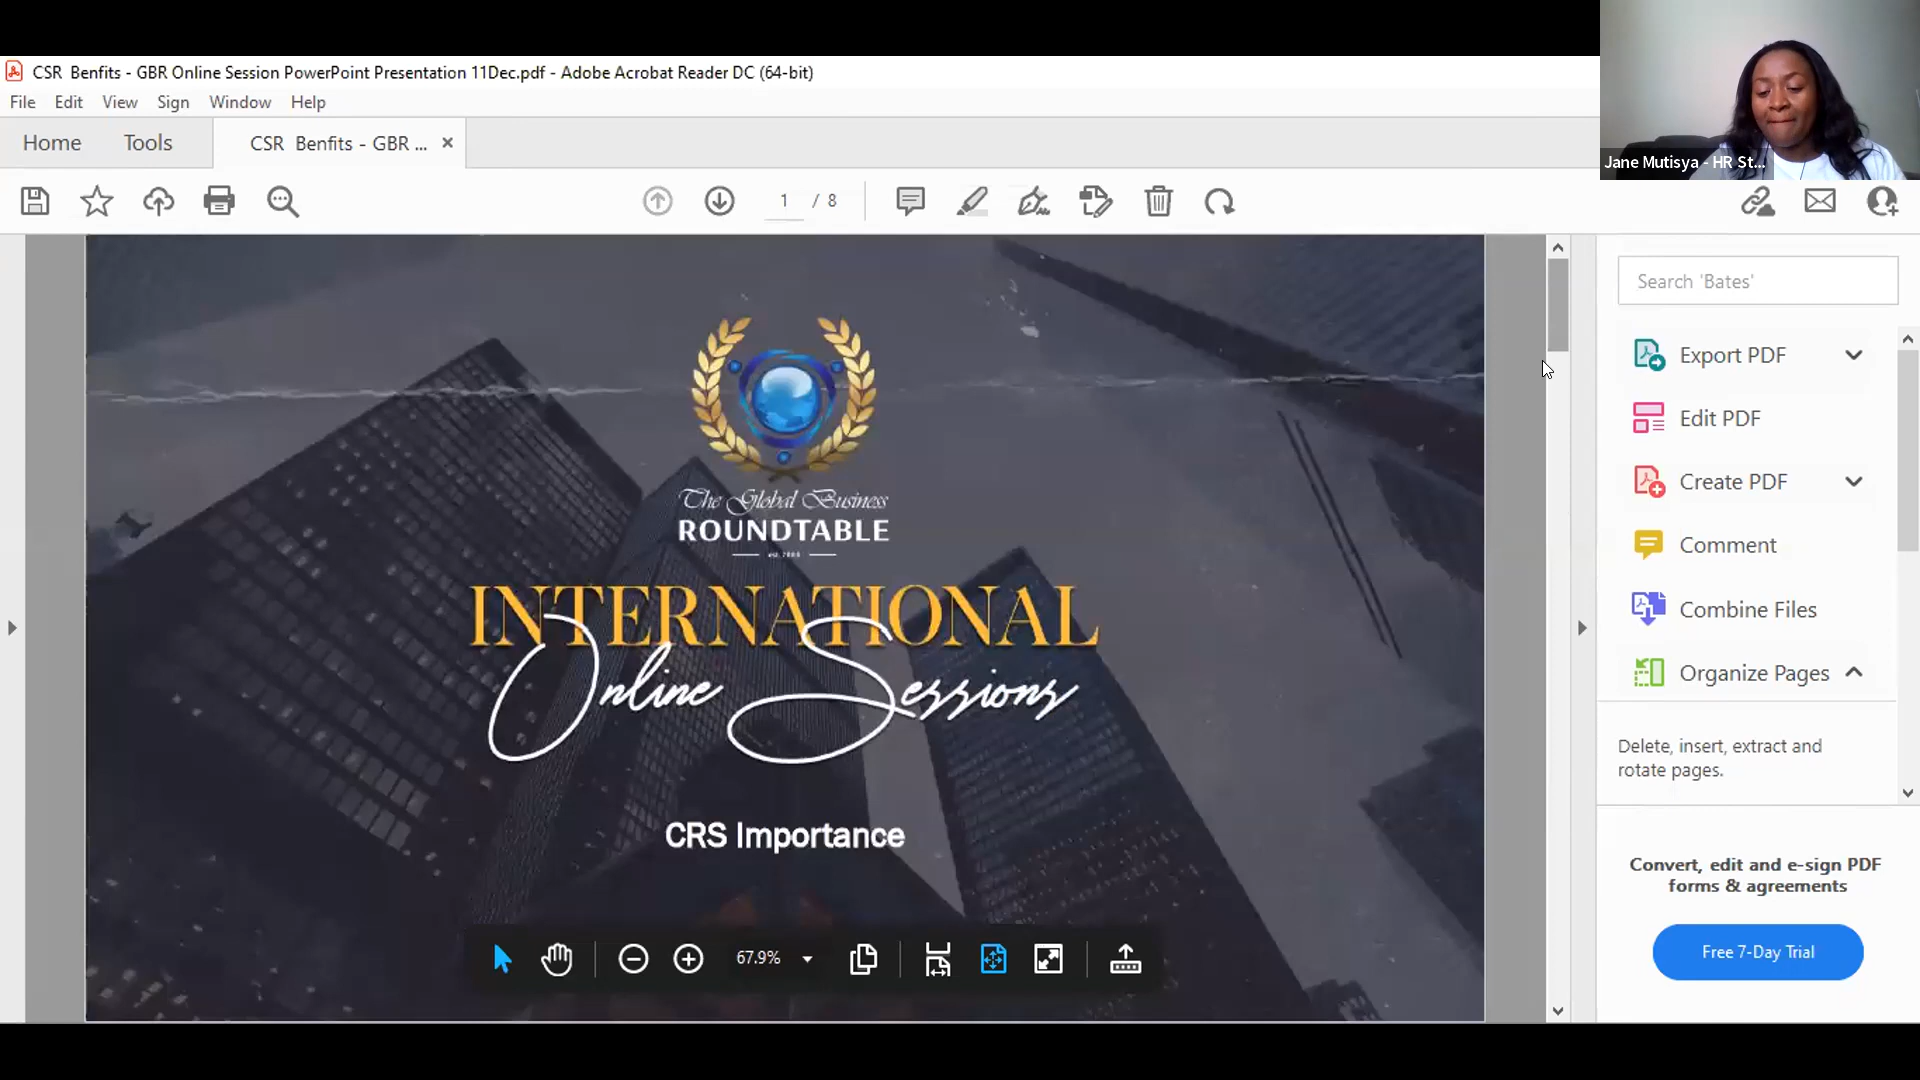 CSR  Benfits - GBR Online Session PowerPoint Presentation 11Dec.pdf - Adobe Acrobat Reader DC (64-bit)
File Edit View Sign Window Help
Home Tools CSR  Benfits - GBR ...
1 / 8
Jane Mutisya - HR St...
The Global Business
ROUNDTABLE
INTERNATIONAL
Online Sessions
CRS Importance
67.9%
Search 'Bates'
Export PDF
Edit PDF
Create PDF
Comment
Combine Files
Organize Pages
Delete, insert, extract and
rotate pages.
Convert, edit and e-sign PDF
forms & agreements
Free 7-Day Trial